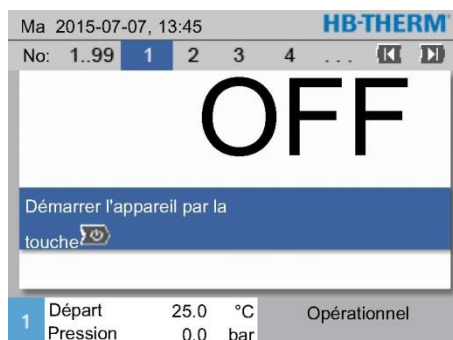 Ma 2015-07-07, 13:45 HB-THERM
No: 1..99 1 2 3 4 ...
OFF
Démarrer l'appareil par la
touche
1 Départ 25.0 °C Opérationnel
Pression 0.0 bar